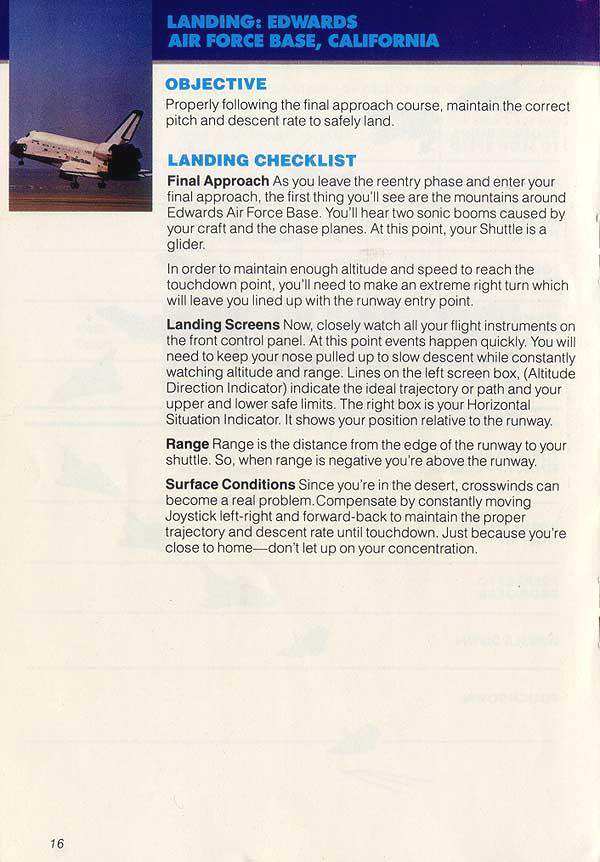 LANDING: EDWARDS
AIR FORCE BASE, CALIFORNIA
OBJECTIVE
Properly following the final approach course, maintain the correct
pitch and descent rate to safely land.
LANDING CHECKLIST
Final Approach As you leave the reentry phase and enter your
final approach, the first thing you'll see are the mountains around
Edwards Air Force Base. You'll hear two sonic booms caused by
your craft and the chase planes. At this point, your Shuttle is a
glider.
In order to maintain enough altitude and speed to reach the
touchdown point, you'll need to make an extreme right turn which
will leave you lined up with the runway entry point.
Landing Screens Now, closely watch all your flight instruments on
the front control panel. At this point events happen quickly. You will
need to keep your nose pulled up to slow descent while constantly
watching altitude and range. Lines on the left screen box, (Altitude
Direction Indicator) indicate the ideal trajectory or path and your
upper and lower safe limits. The right box is your Horizontal
Situation Indicator. It shows your position relative to the runway.
Range Range is the distance from the edge of the runway to your
shuttle. So, when range is negative you're above the runway.
Surface Conditions Since you're in the desert, crosswinds can
become a real problem.Compensate by constantly moving
Joystick left-right and forward-back to maintain the proper
trajectory and descent rate until touchdown. Just because you're
close to home—don't let up on your concentration.
16